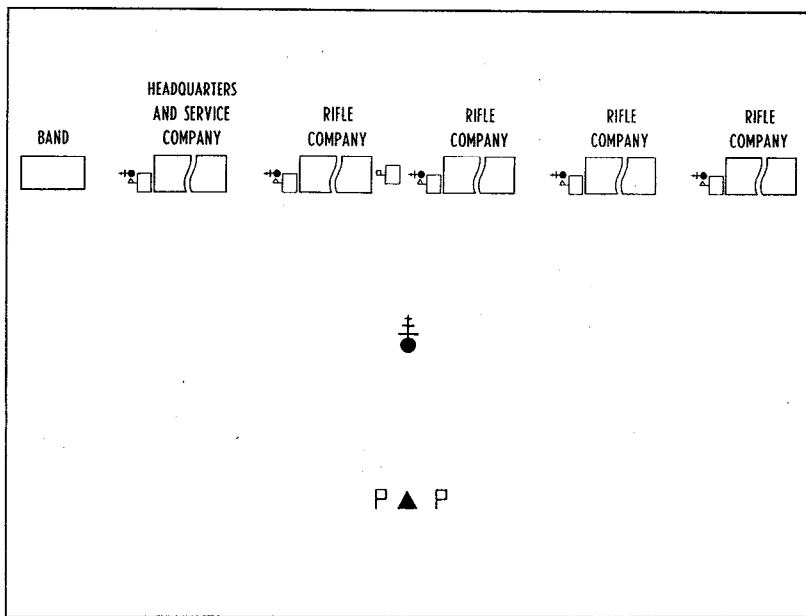 HEADQUARTERS
AND SERVICE
COMPANY
BAND
RIFLE
COMPANY
RIFLE
COMPANY
RIFLE
COMPANY
RIFLE
COMPANY
P P